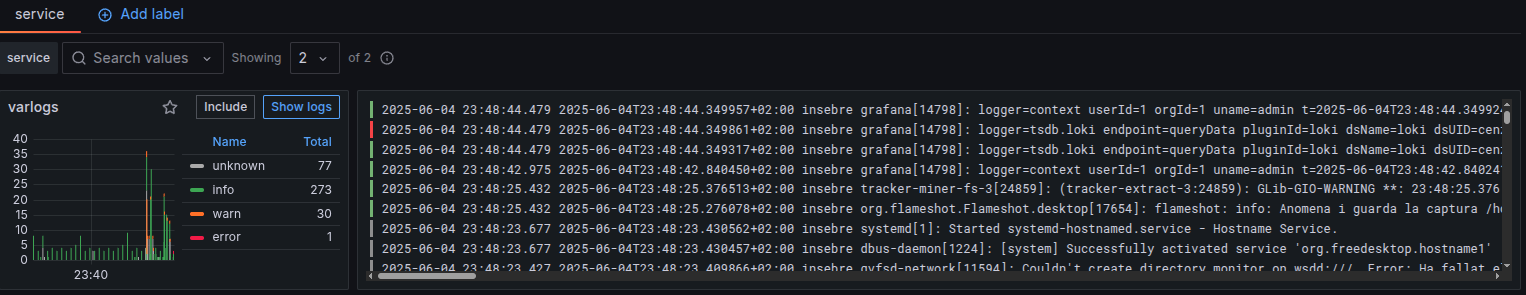 service Add label
service Search values Showing 2 of 2
varlogs Include Show logs
40
35
30
25
20
15
10
5
0
23:40
Name Total
unknown 77
info 273
warn 30
error 1
2025-06-04 23:48:44.479 2025-06-04T23:48:44.349957+02:00 insebre grafana[14798]: logger=context userId=1 orgId=1 uname=admin t=2025-06-04T23:48:44.34992
2025-06-04 23:48:44.479 2025-06-04T23:48:44.349861+02:00 insebre grafana[14798]: logger=tsdb.loki endpoint=queryData pluginId=loki dsName=loki dsUID=cen
2025-06-04 23:48:44.479 2025-06-04T23:48:44.349317+02:00 insebre grafana[14798]: logger=tsdb.loki endpoint=queryData pluginId=loki dsName=loki dsUID=cen
2025-06-04 23:48:42.975 2025-06-04T23:48:42.840450+02:00 insebre grafana[14798]: logger=context userId=1 orgId=1 uname=admin t=2025-06-04T23:48:42.84024
2025-06-04 23:48:25.432 2025-06-04T23:48:25.376513+02:00 insebre tracker-miner-fs-3[24859]: (tracker-extract-3:24859): GLib-GIO-WARNING **: 23:48:25.376
2025-06-04 23:48:25.432 2025-06-04T23:48:25.276078+02:00 insebre org.flameshot.Flameshot.desktop[17654]: flameshot: info: Anomena i guarda la captura /ho
2025-06-04 23:48:23.677 2025-06-04T23:48:23.430562+02:00 insebre systemd[1]: Started systemd-hostnamed.service - Hostname Service.
2025-06-04 23:48:23.677 2025-06-04T23:48:23.430457+02:00 insebre dbus-daemon[1224]: [system] Successfully activated service 'org.freedesktop.hostname1'
2025-06-04 23:48:23.427 2025-06-04T23:48:23.409866+02:00 insebre gvfsd-network[11594]: Couldn't create directory monitor on wsdd:///. Error: Ha fallat el